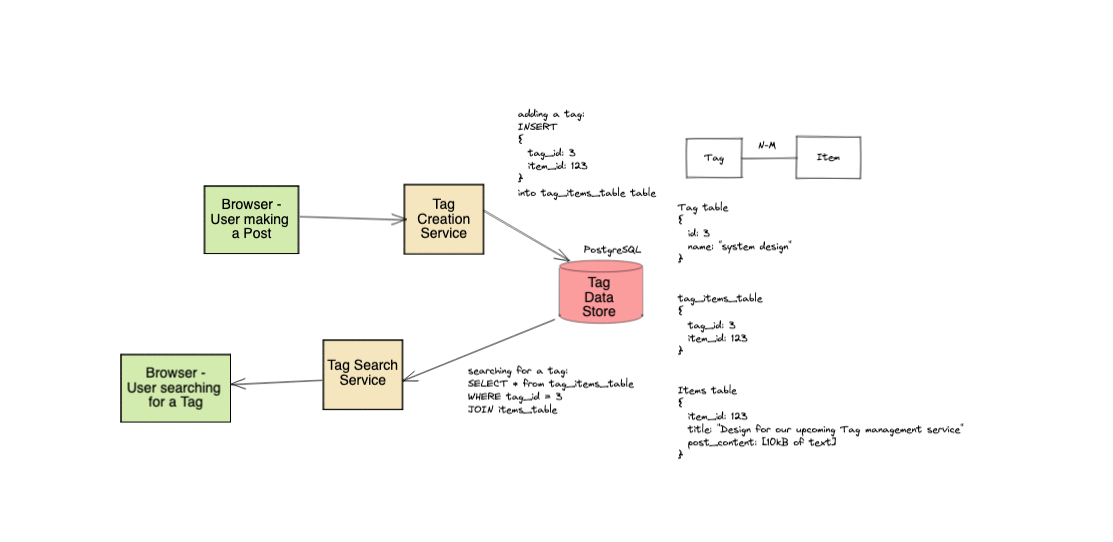 adding a tag:
INSERT
{
tag_id: 3
item_id: 123
}
into tag_items_table table
N-M
Tag
Item
Browser -
User making
a Post
Tag
Creation
Service
PostgreSQL
Tag
Data
Store
Tag table
{
id: 3
name: "system design"
}
tag_items_table
{
tag_id: 3
item_id: 123
}
Browser -
User searching
for a Tag
Tag Search
Service
searching for a tag:
SELECT * from tag_items_table
WHERE tag_id = 3
JOIN items_table
Items table
{
item_id: 123
title: "Design for our upcoming Tag management service"
post_content: [10kB of text]
}